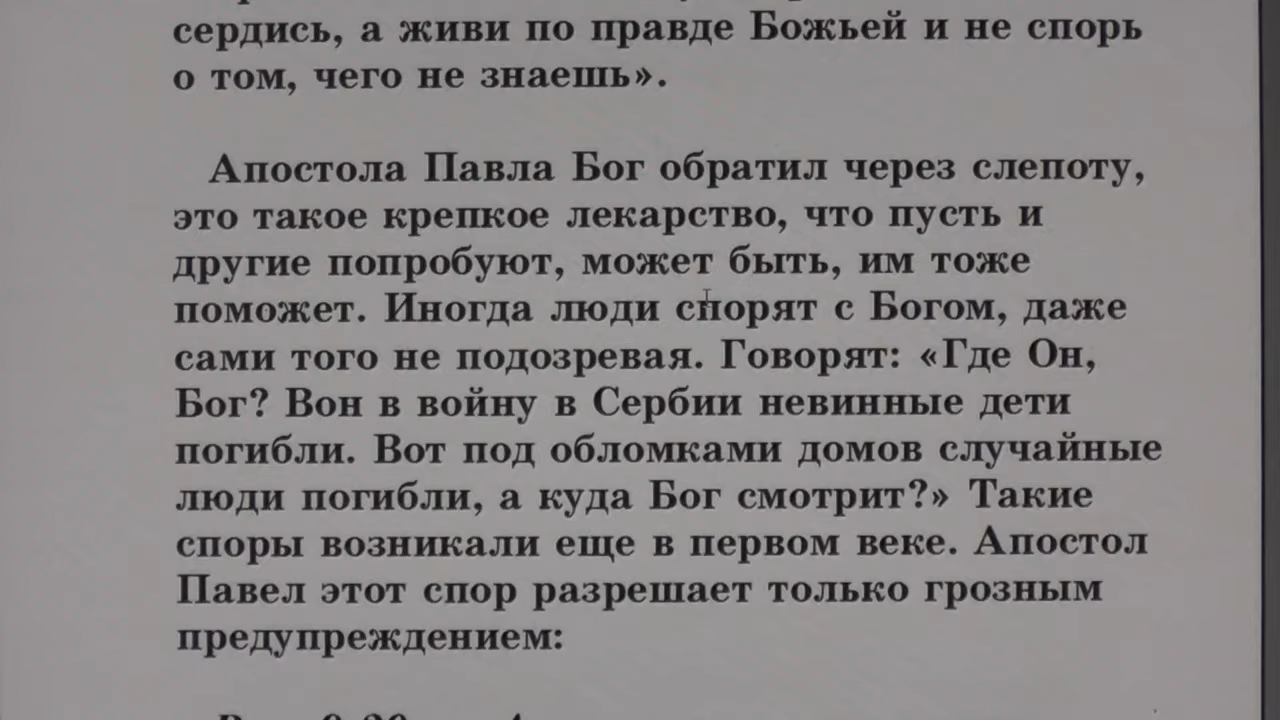 сердись, а живи по правде Божьей и не спорь
о том, чего не знаешь».
Апостола Павла Бог обратил через слепоту,
это такое крепкое лекарство, что пусть и
другие попробуют, может быть, им тоже
поможет. Иногда люди спорят с Богом, даже
сами того не подозревая. Говорят: «Где Он,
Бог? Вон в войну в Сербии невинные дети
погибли. Вот под обломками домов случайные
люди погибли, а куда Бог смотрит?» Такие
споры возникали еще в первом веке. Апостол
Павел этот спор разрешает только грозным
предупреждением: